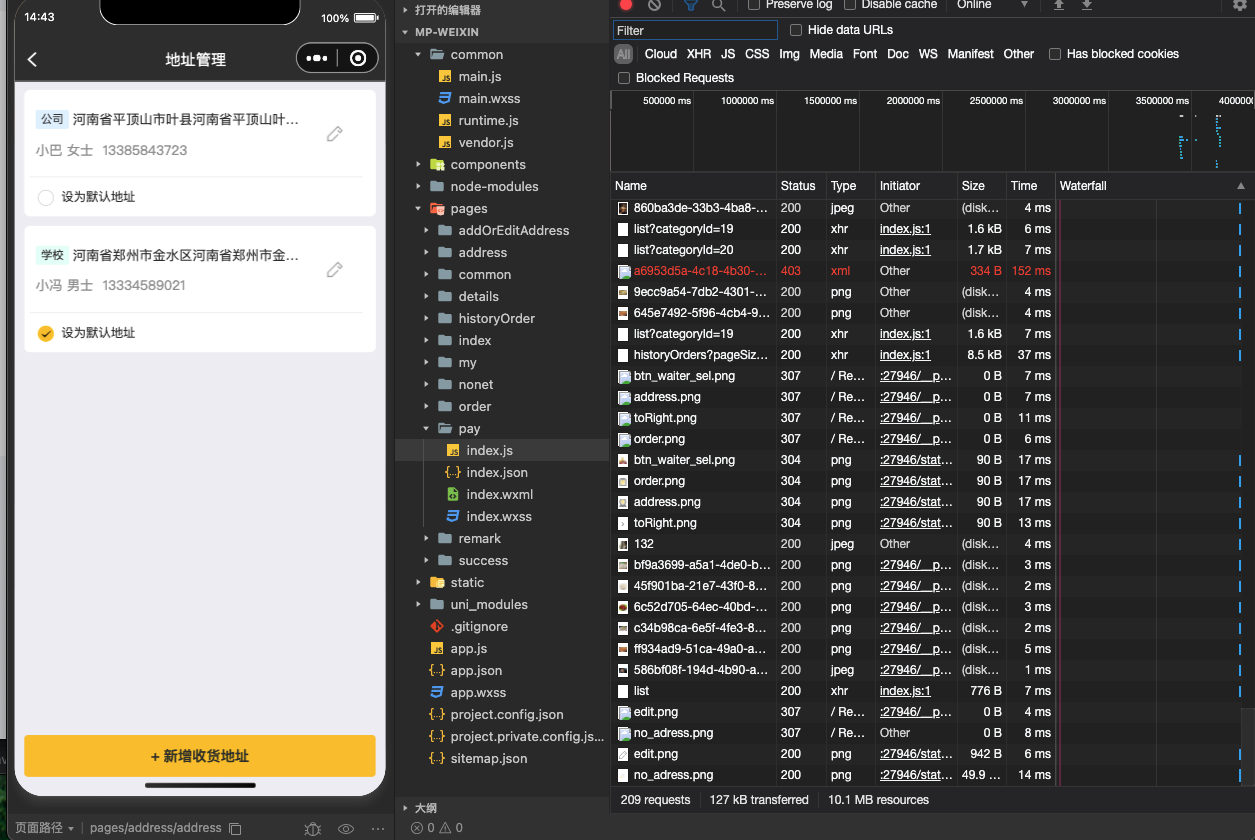 14:43
100%
地址管理
公司 河南省平顶山市叶县河南省平顶山叶...
小巴 女士 13385843723
设为默认地址
学校 河南省郑州市金水区河南省郑州市金...
小冯 男士 13334589021
设为默认地址
+ 新增收货地址
页面路径 pages/address/address
打开的编辑器
MP-WEIXIN
common
main.js
main.wxss
runtime.js
vendor.js
components
node-modules
pages
addOrEditAddress
address
common
details
historyOrder
index
my
nonet
order
pay
index.js
index.json
index.wxml
index.wxss
remark
success
static
uni_modules
.gitignore
app.js
app.json
app.wxss
project.config.json
project.private.config.js...
sitemap.json
大纲
0 0
Preserve log Disable cache Online
Filter Hide data URLs
All Cloud XHR JS CSS Img Media Font Doc WS Manifest Other Has blocked cookies
Blocked Requests
500000 ms 1000000 ms 1500000 ms 2000000 ms 2500000 ms 3000000 ms 3500000 ms 400000
Name Status Type Initiator Size Time Waterfall
860ba3de-33b3-4ba8-... 200 jpeg Other (disk... 4 ms
list?categoryId=19 200 xhr index.js:1 1.6 kB 6 ms
list?categoryId=20 200 xhr index.js:1 1.7 kB 7 ms
a6953d5a-4c18-4b30-... 403 xml Other 334 B 152 ms
9ecc9a54-7db2-4301-... 200 png Other (disk... 4 ms
645e7492-5f96-4cb4-9... 200 png Other (disk... 4 ms
list?categoryId=19 200 xhr index.js:1 1.6 kB 7 ms
historyOrders?pageSiz... 200 xhr index.js:1 8.5 kB 37 ms
btn_waiter_sel.png 307 / Re... :27946/__p... 0 B 7 ms
address.png 307 / Re... :27946/__p... 0 B 7 ms
toRight.png 307 / Re... :27946/__p... 0 B 11 ms
order.png 307 / Re... :27946/__p... 0 B 6 ms
btn_waiter_sel.png 304 png :27946/stat... 90 B 17 ms
order.png 304 png :27946/stat... 90 B 17 ms
address.png 304 png :27946/stat... 90 B 17 ms
toRight.png 304 png :27946/stat... 90 B 13 ms
132 200 jpeg Other (disk... 4 ms
bf9a3699-a5a1-4de0-b... 200 png :27946/__p... (disk... 3 ms
45f901ba-21e7-43f0-8... 200 png :27946/__p... (disk... 2 ms
6c52d705-64ec-40bd-... 200 png :27946/__p... (disk... 3 ms
c34b98ca-6e5f-4fe3-8... 200 png :27946/__p... (disk... 2 ms
ff934ad9-51ca-49a0-a... 200 png :27946/__p... (disk... 5 ms
586bf08f-194d-4b90-a... 200 jpeg :27946/__p... (disk... 1 ms
list 200 xhr index.js:1 776 B 7 ms
edit.png 307 / Re... :27946/__p... 0 B 4 ms
no_adress.png 307 / Re... Other 0 B 8 ms
edit.png 200 png :27946/stat... 942 B 6 ms
no_adress.png 200 png :27946/stat... 49.9 ... 14 ms
209 requests 127 kB transferred 10.1 MB resources